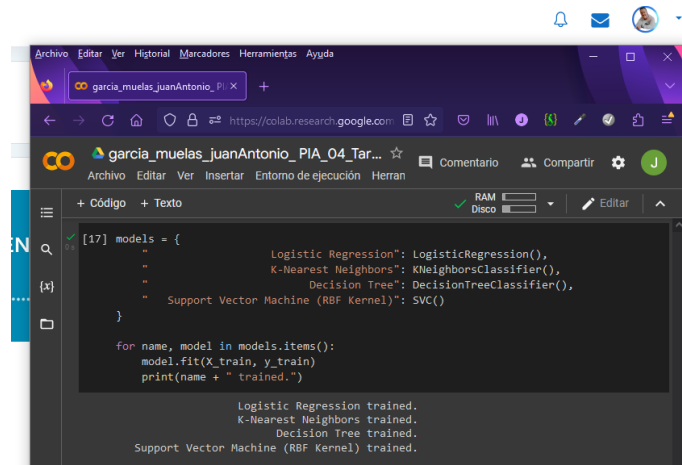 Archivo Editar Ver Historial Marcadores Herramientas Ayuda
garcia_muelas_juanAntonio_ PI
https://colab.research.google.com
garcia_muelas_juanAntonio_ PIA_04_Tar...
Comentario Compartir J
Archivo Editar Ver Insertar Entorno de ejecución Herran
+ Código + Texto RAM Disco Editar
EN
[17] models = {
"                   Logistic Regression": LogisticRegression(),
"                   K-Nearest Neighbors": KNeighborsClassifier(),
"                         Decision Tree": DecisionTreeClassifier(),
"   Support Vector Machine (RBF Kernel)": SVC()
}
{x}
for name, model in models.items():
model.fit(X_train, y_train)
print(name + " trained.")
Logistic Regression trained.
K-Nearest Neighbors trained.
Decision Tree trained.
Support Vector Machine (RBF Kernel) trained.